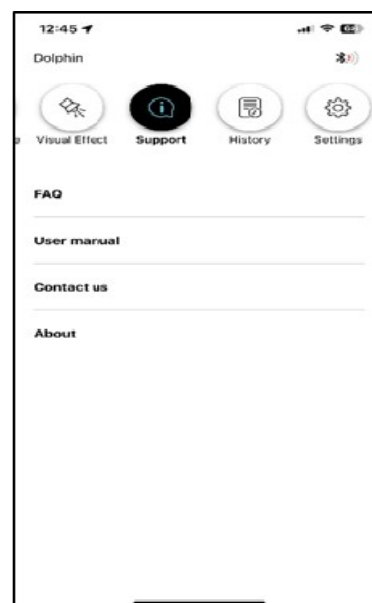 12:45
Dolphin
Visual Effect Support History Settings
FAQ
User manual
Contact us
About